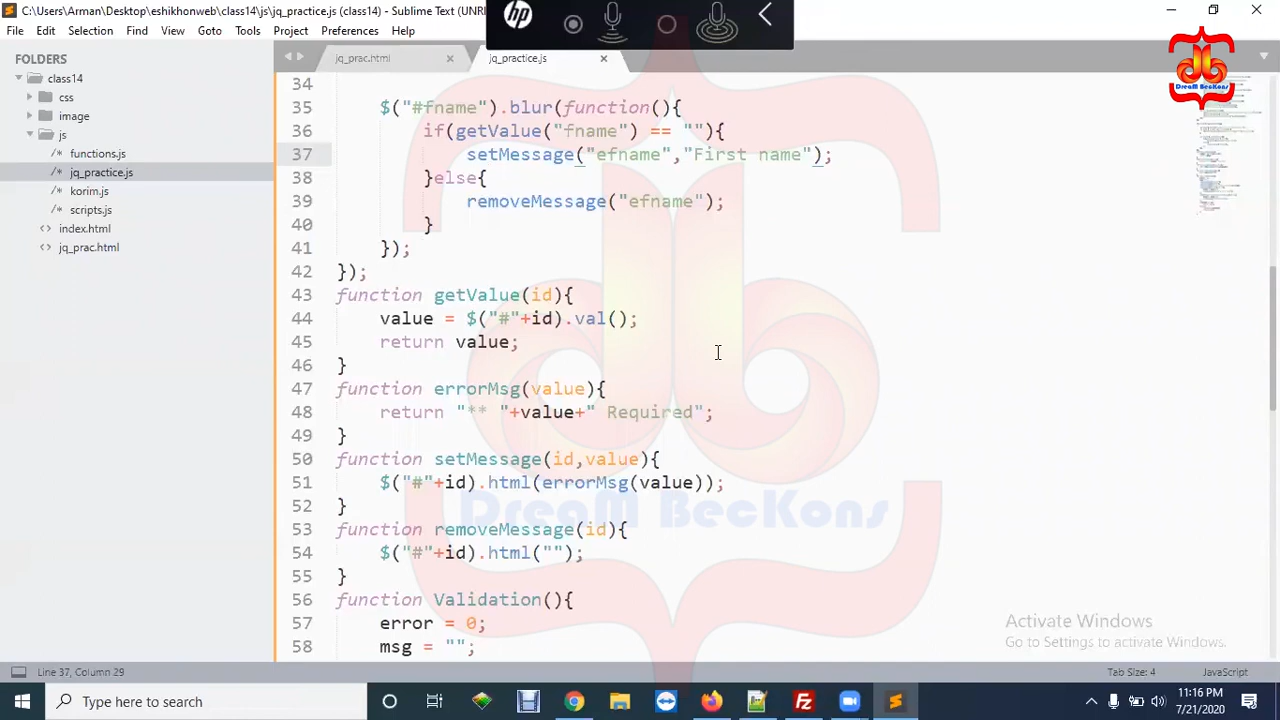 C:\Users\Arman\Desktop\eshikhonweb\class14\js\jq_practice.js (class14) - Sublime Text (UNR
hp
File Edit Selection Find View Goto Tools Project Preferences Help
FOLDERS
class14
css
image
js
/* functions.js
/* jq_practice.js
/* korim.js
/* scripts.js
<> index.html
<> jq_prac.html
jq_prac.html
jq_practice.js
db
DreaM BecKons
34
35 $("#fname").blur(function(){
36 if(getValue("fname") == ""){
37 setMessage("efname","First name");
38 }else{
39 removeMessage("efname");
40 }
41 });
42 });
43 function getValue(id){
44 value = $("#"+id).val();
45 return value;
46 }
47 function errorMsg(value){
48 return "** "+value+" Required";
49 }
50 function setMessage(id,value){
51 $("#"+id).html(errorMsg(value));
52 }
53 function removeMessage(id){
54 $("#"+id).html("");
55 }
56 function Validation(){
57 error = 0;
58 msg = "";
db
DreaM BecKons
Activate Windows
Go to Settings to activate Windows.
Line 37, Column 29
Tab Size: 4 JavaScript
Type here to search
11:16 PM
7/21/2020